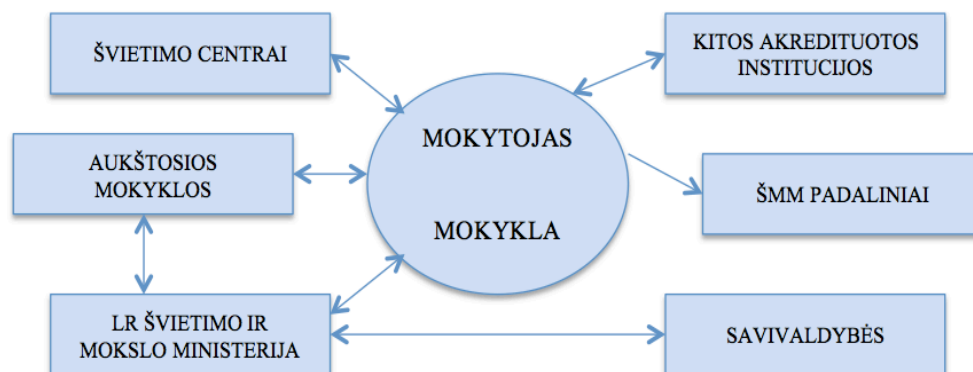 ŠVIETIMO CENTRAI
KITOS AKREDITUOTOS
INSTITUCIJOS
MOKYTOJAS
MOKYKLA
AUKŠTOSIOS
MOKYKLOS
ŠMM PADALINIAI
LR ŠVIETIMO IR
MOKSLO MINISTERIJA
SAVIVALDYBĖS